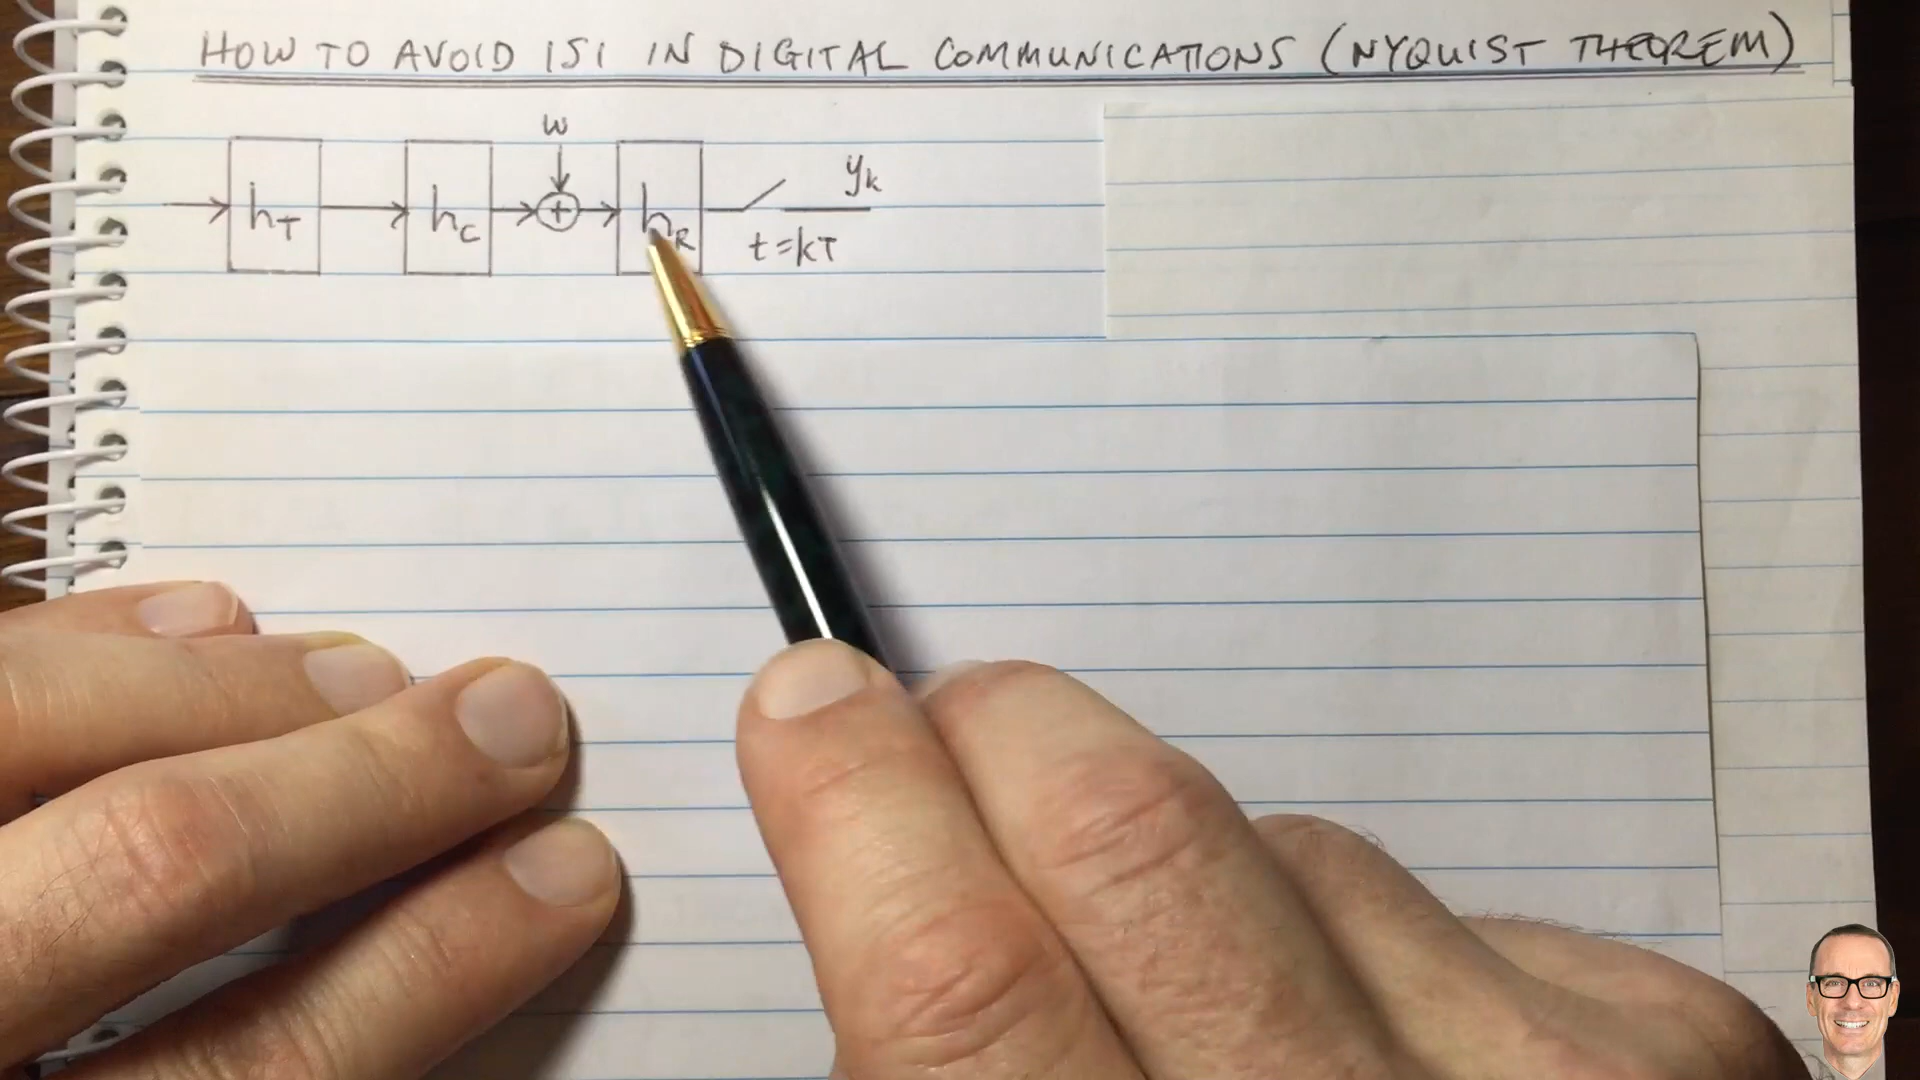 HOW TO AVOID ISI IN DIGITAL COMMUNICATIONS (NYQUIST THEOREM)
w
hT hC + hR yk
t=kT